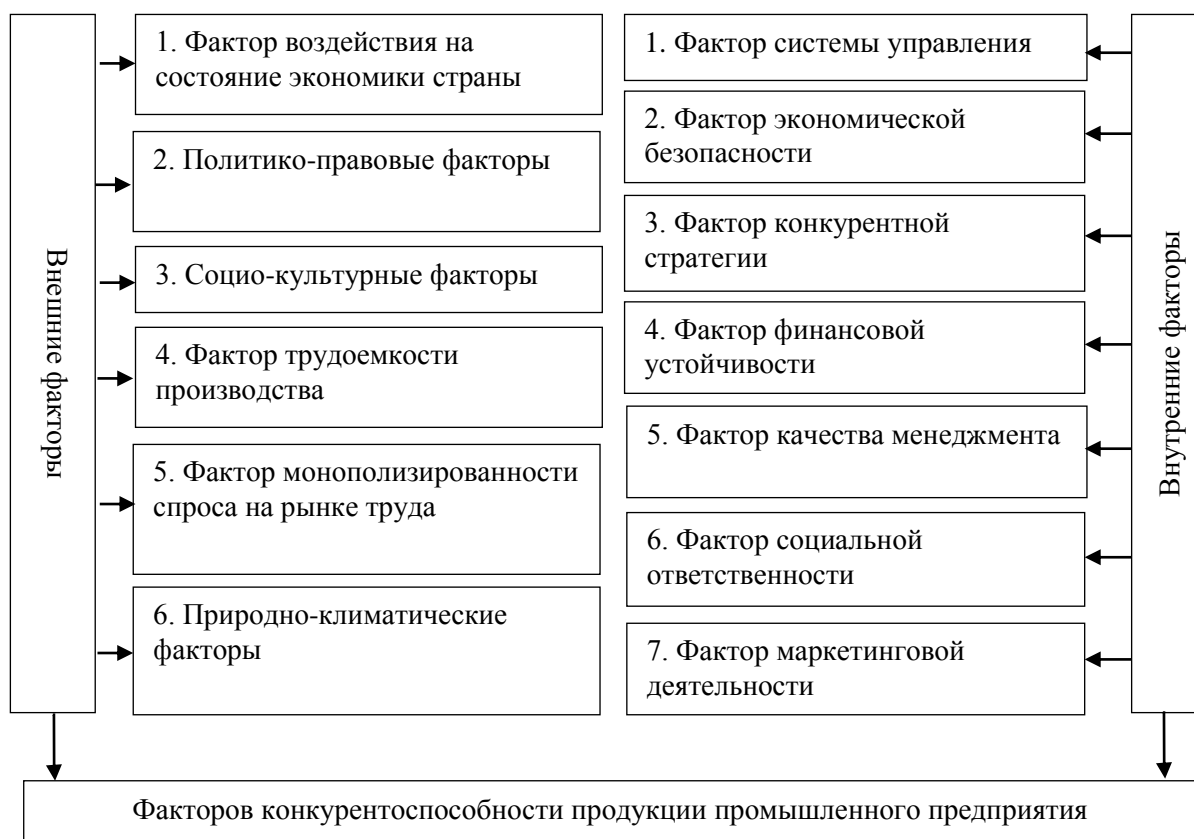 Внешние факторы
1. Фактор воздействия на
состояние экономики страны
2. Политико-правовые факторы
3. Социо-культурные факторы
4. Фактор трудоемкости
производства
5. Фактор монополизированности
спроса на рынке труда
6. Природно-климатические
факторы
1. Фактор системы управления
2. Фактор экономической
безопасности
3. Фактор конкурентной
стратегии
4. Фактор финансовой
устойчивости
5. Фактор качества менеджмента
6. Фактор социальной
ответственности
7. Фактор маркетинговой
деятельности
Внутренние факторы
Факторов конкурентоспособности продукции промышленного предприятия